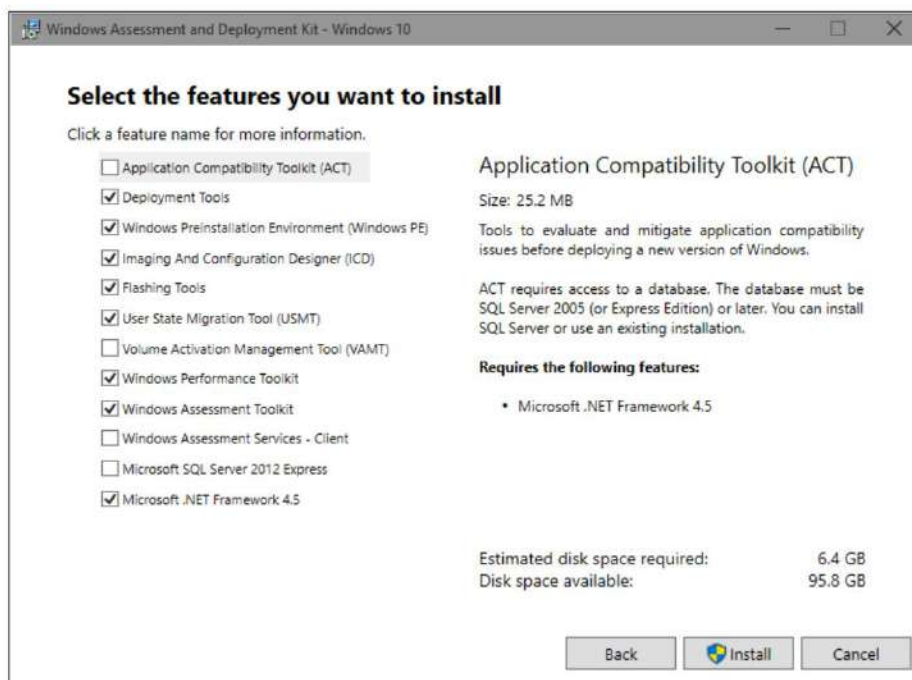 Windows Assessment and Deployment Kit - Windows 10
Select the features you want to install
Click a feature name for more information.
Application Compatibility Toolkit (ACT)
Deployment Tools
Windows Preinstallation Environment (Windows PE)
Imaging And Configuration Designer (ICD)
Flashing Tools
User State Migration Tool (USMT)
Volume Activation Management Tool (VAMT)
Windows Performance Toolkit
Windows Assessment Toolkit
Windows Assessment Services - Client
Microsoft SQL Server 2012 Express
Microsoft .NET Framework 4.5
Application Compatibility Toolkit (ACT)
Size: 25.2 MB
Tools to evaluate and mitigate application compatibility
issues before deploying a new version of Windows.
ACT requires access to a database. The database must be
SQL Server 2005 (or Express Edition) or later. You can install
SQL Server or use an existing installation.
Requires the following features:
• Microsoft .NET Framework 4.5
Estimated disk space required: 6.4 GB
Disk space available: 95.8 GB
Back Install Cancel